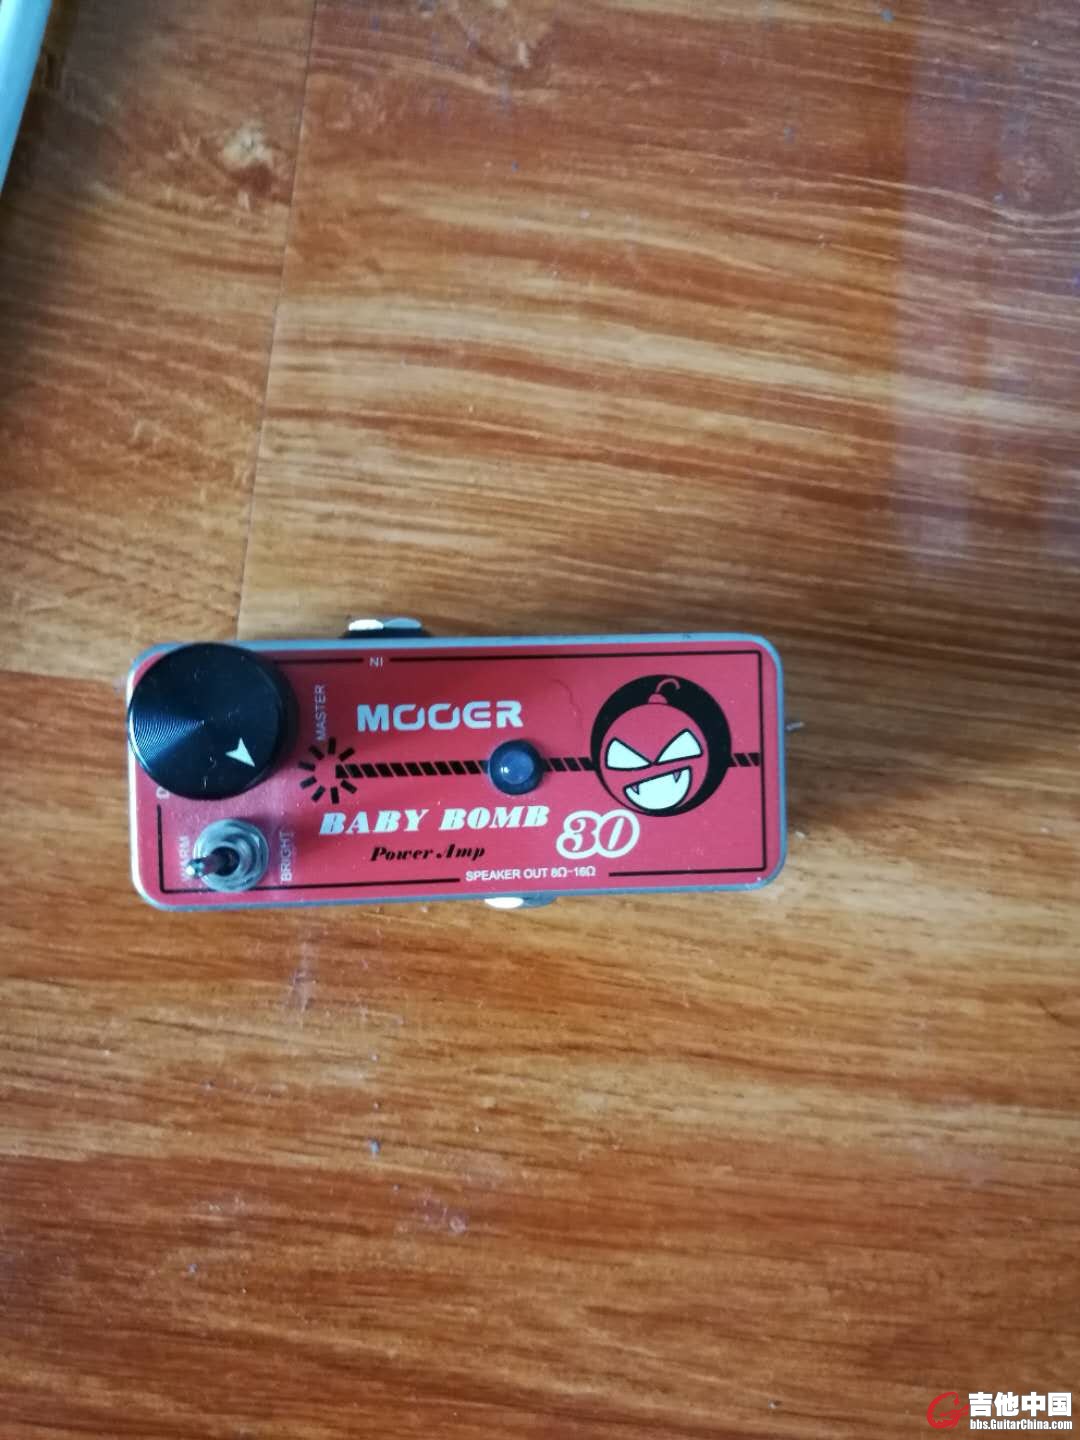 IN
MASTER
MOOER
BABY BOMB
30
Power Amp
WARM
BRIGHT
SPEAKER OUT 8Ω-16Ω
吉他中国
bbs.GuitarChina.com